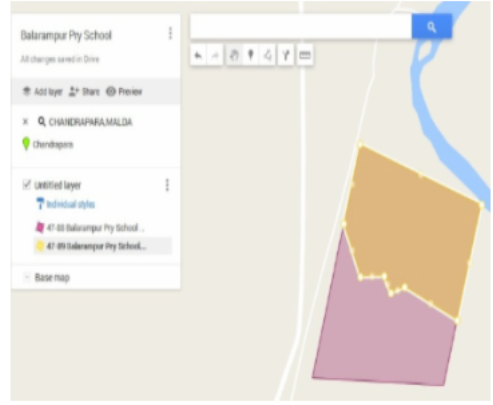 Balarampur Pry School
All changes saved in Drive
Add layer Share Preview
CHANDRAPARA,MALDA
Chandrapara
Untitled layer
Individual styles
47-88 Balarampur Pry School ...
47-89 Balarampur Pry School...
Base map